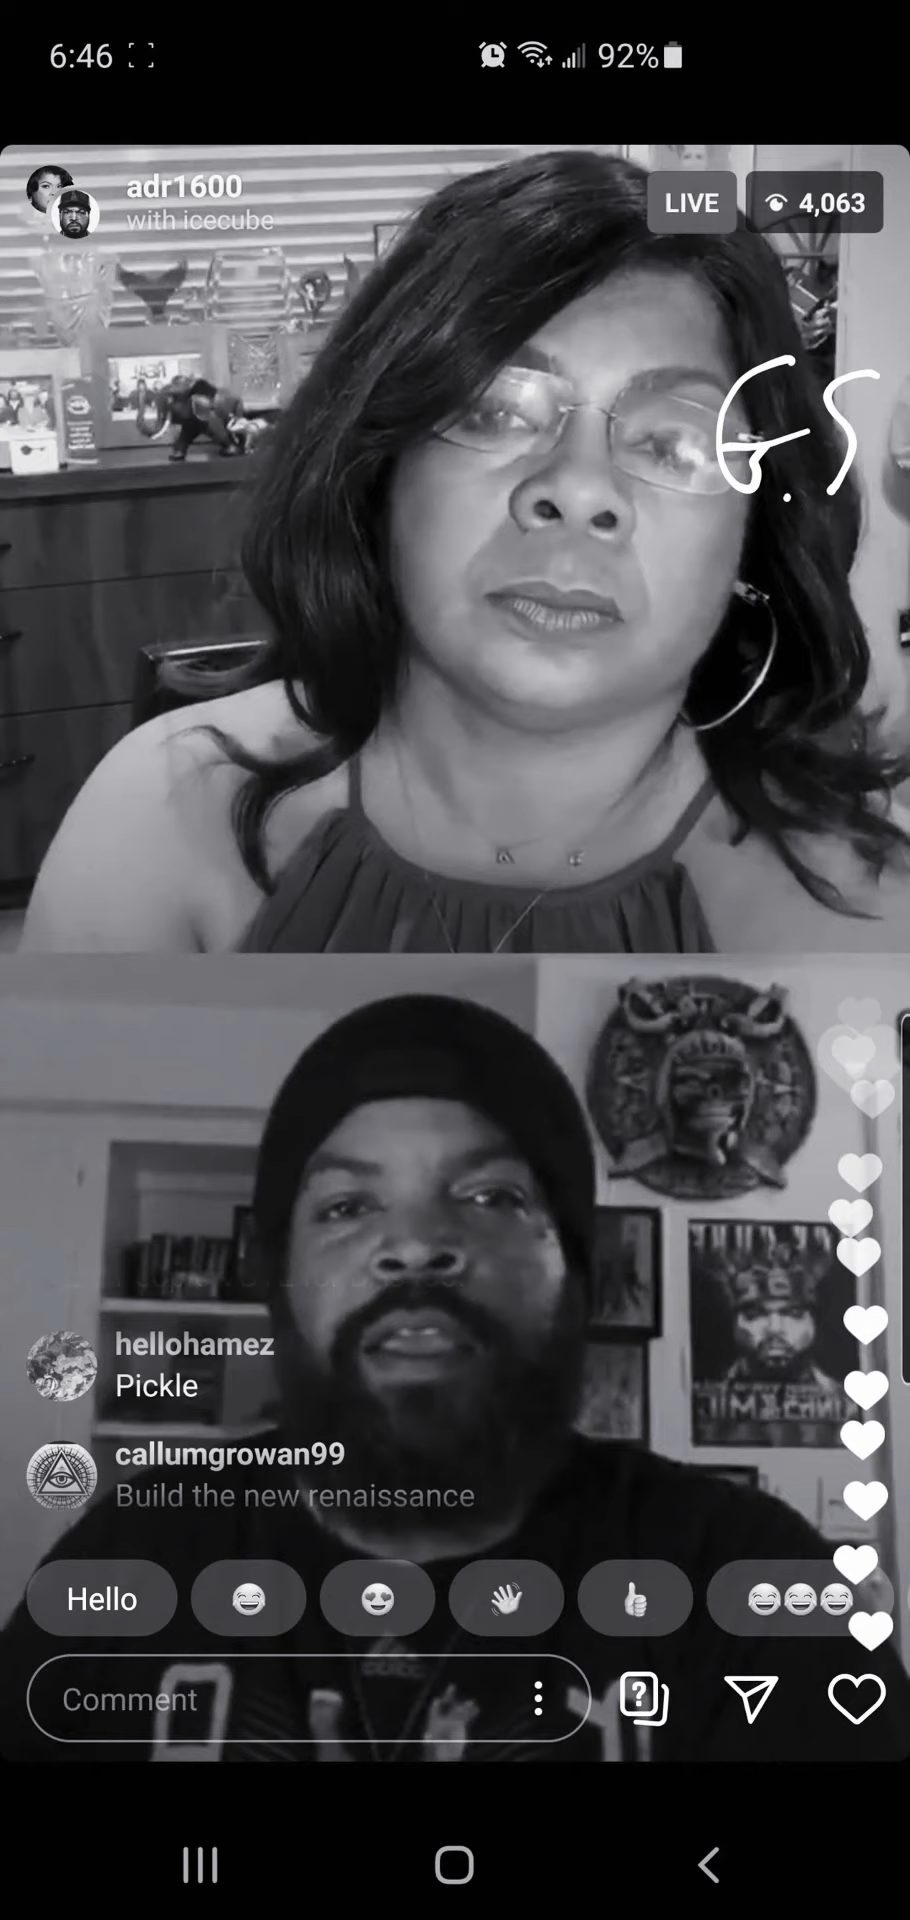 6:46
92%
adr1600
with icecube
LIVE
4,063
G.S
hellohamez
Pickle
callumgrowan99
Build the new renaissance
Hello
Comment